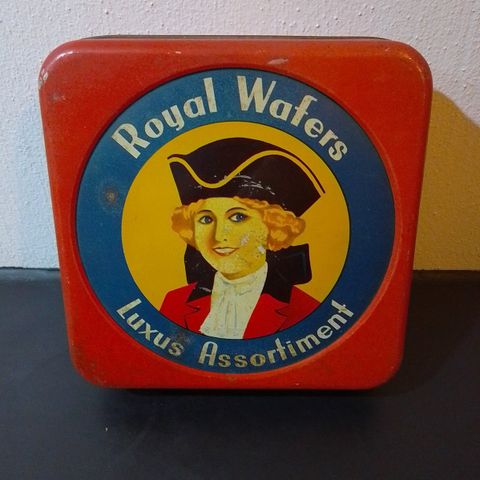 Royal Wafers
Luxus Assortiment